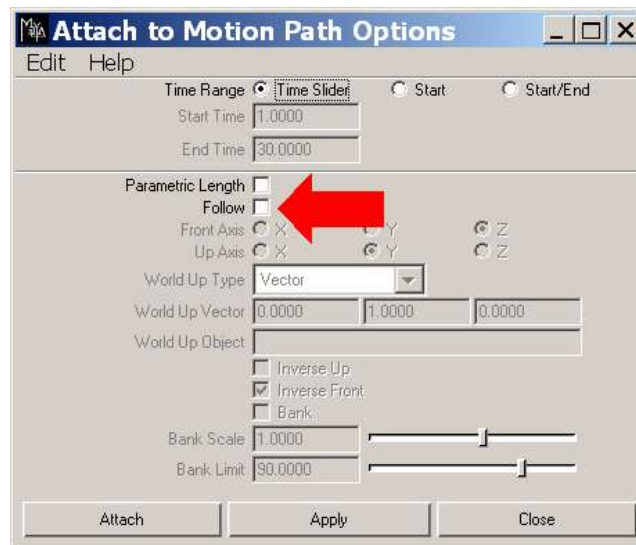 MAYA Attach to Motion Path Options
Edit Help
Time Range Time Slider Start Start/End
Start Time 1.0000
End Time 30.0000
Parametric Length
Follow
Front Axis X Y Z
Up Axis X Y Z
World Up Type Vector
World Up Vector 0.0000 1.0000 0.0000
World Up Object
Inverse Up
Inverse Front
Bank
Bank Scale 1.0000
Bank Limit 90.0000
Attach Apply Close